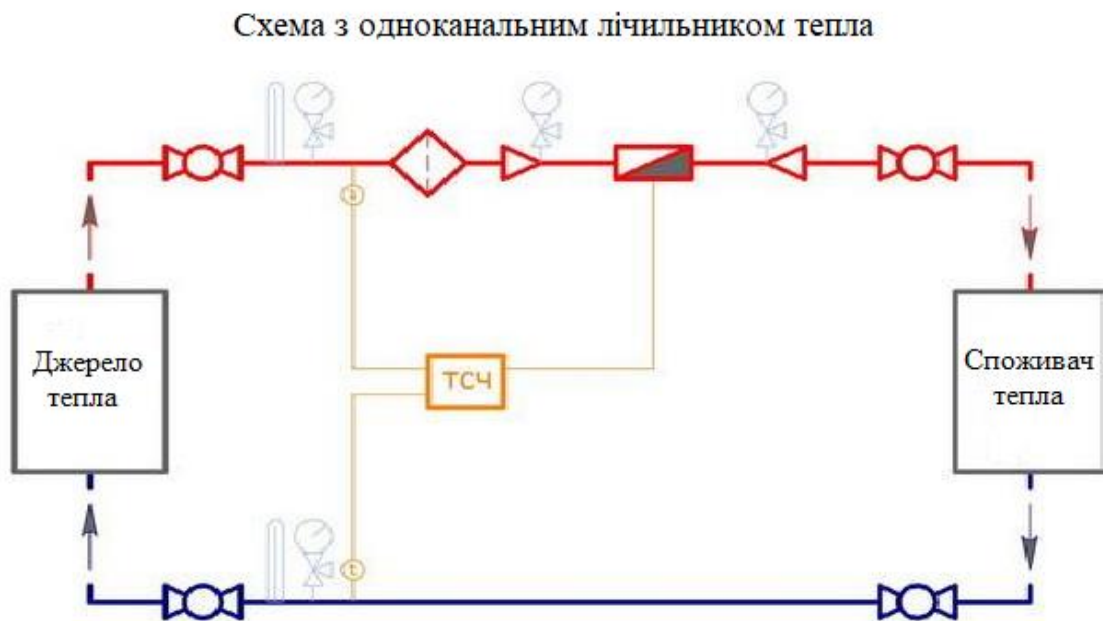 Схема з одноканальним лічильником тепла
Джерело
тепла
ТСЧ
Споживач
тепла
t
t